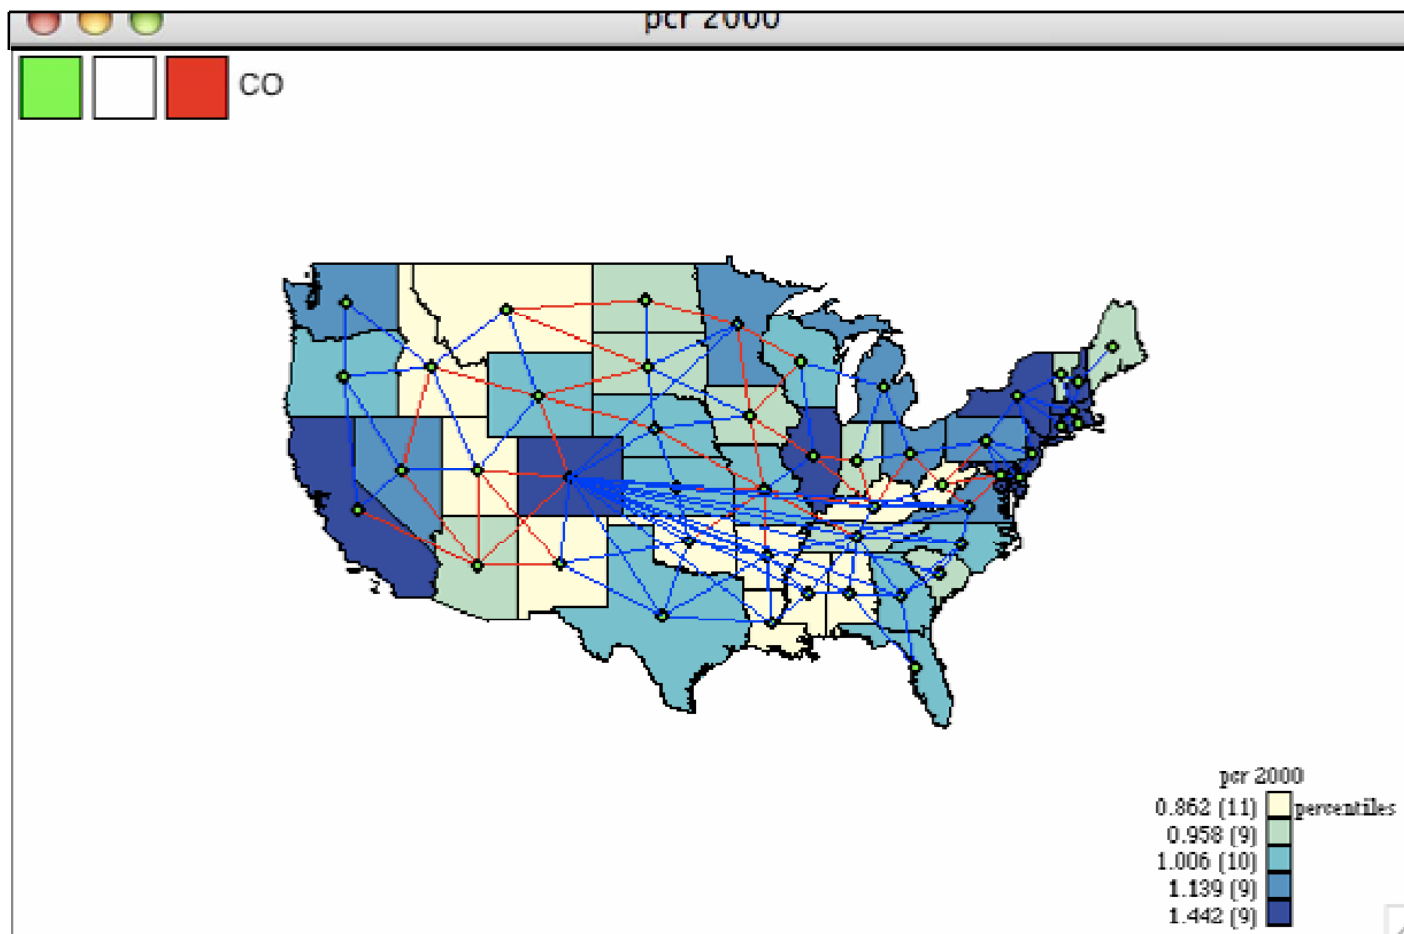 pcr 2000
CO
pcr 2000
0.862 (11) percentiles
0.958 (9)
1.006 (10)
1.139 (9)
1.442 (9)